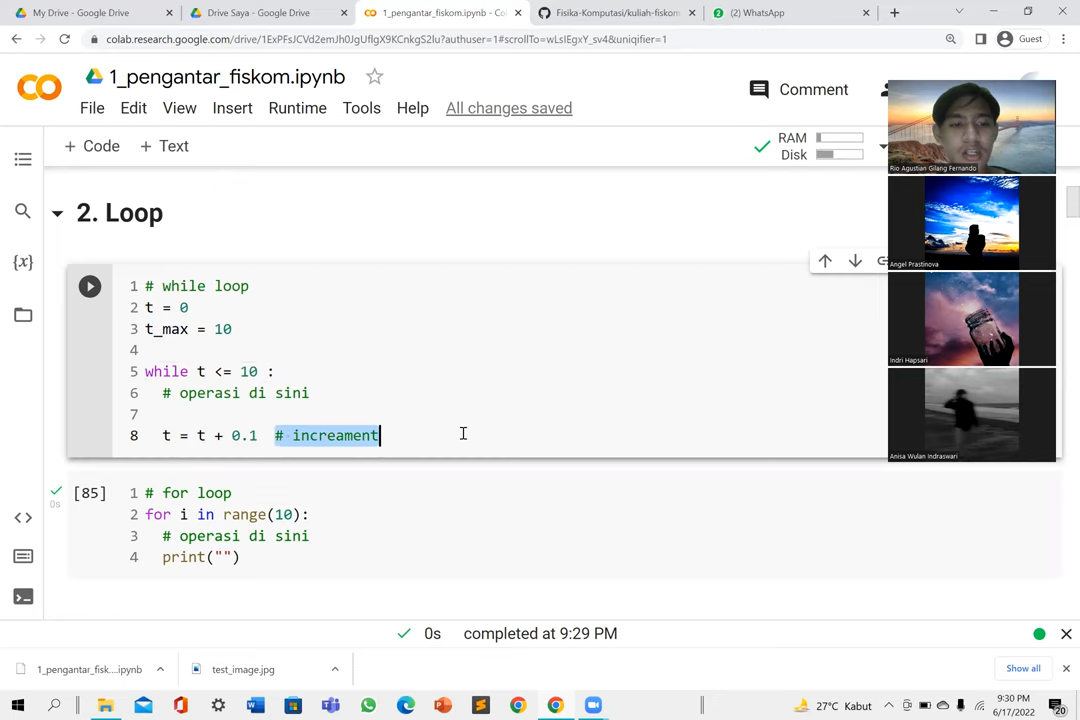 My Drive - Google Drive
Drive Saya - Google Drive
1_pengantar_fiskom.ipynb - Co
Fisika-Komputasi/kuliah-fiskom
(2) WhatsApp
colab.research.google.com/drive/1ExPFsJCVd2emJh0JgUflgX9KCnkgS2lu?authuser=1#scrollTo=wLsIEgxY_sv4&uniqifier=1
Guest
1_pengantar_fiskom.ipynb
File Edit View Insert Runtime Tools Help All changes saved
Comment
+ Code + Text
RAM
Disk
Rio Agustian Gilang Fernando
Angel Prastinova
Indri Hapsari
Anisa Wulan Indraswari
2. Loop
1 # while loop
2 t = 0
3 t_max = 10
4
5 while t <= 10 :
6 # operasi di sini
7
8 t = t + 0.1 # increament
[85]
0s
1 # for loop
2 for i in range(10):
3 # operasi di sini
4 print("")
{x}
0s completed at 9:29 PM
1_pengantar_fisk....ipynb
test_image.jpg
Show all
27°C Kabut
9:30 PM
6/17/2022
20